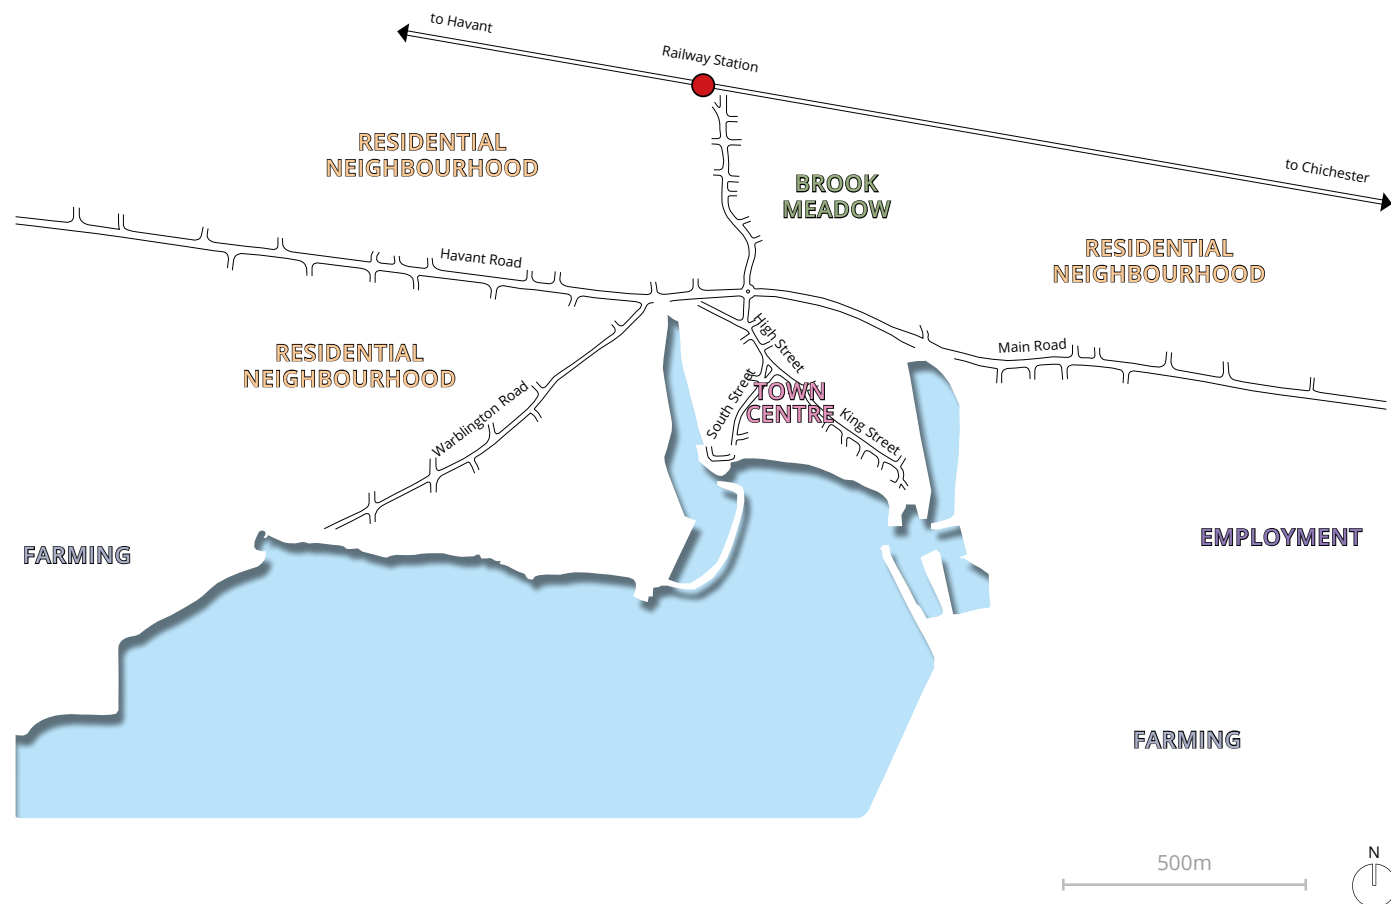 to Havant
Railway Station
RESIDENTIAL
NEIGHBOURHOOD
to Chichester
BROOK
MEADOW
RESIDENTIAL
NEIGHBOURHOOD
Havant Road
High Street
Main Road
RESIDENTIAL
NEIGHBOURHOOD
South Street
TOWN
CENTRE
Warblington Road
King Street
FARMING
EMPLOYMENT
FARMING
500m
N